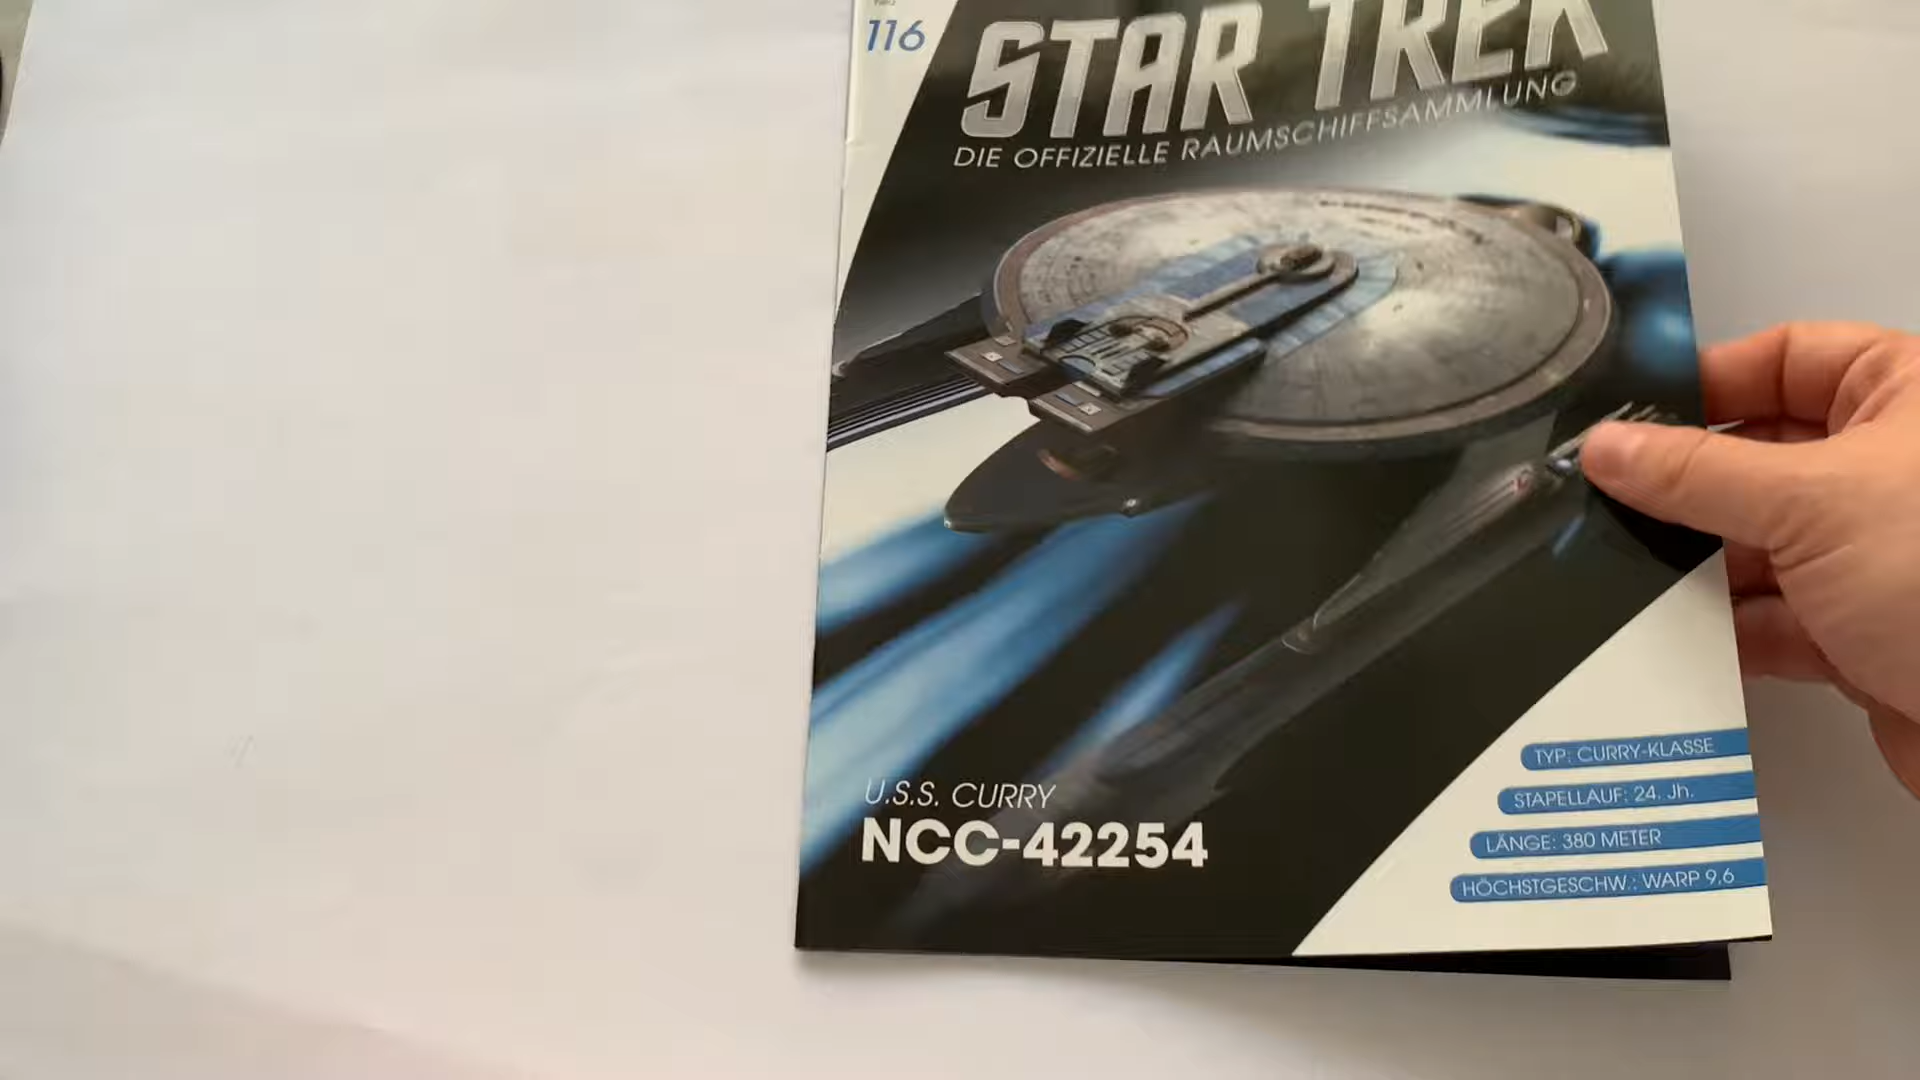 116
STAR TREK
DIE OFFIZIELLE RAUMSCHIFFSAMMLUNG
U.S.S. CURRY
NCC-42254
TYP: CURRY-KLASSE
STAPELLAUF: 24. Jh.
LÄNGE: 380 METER
HÖCHSTGESCHW.: WARP 9,6